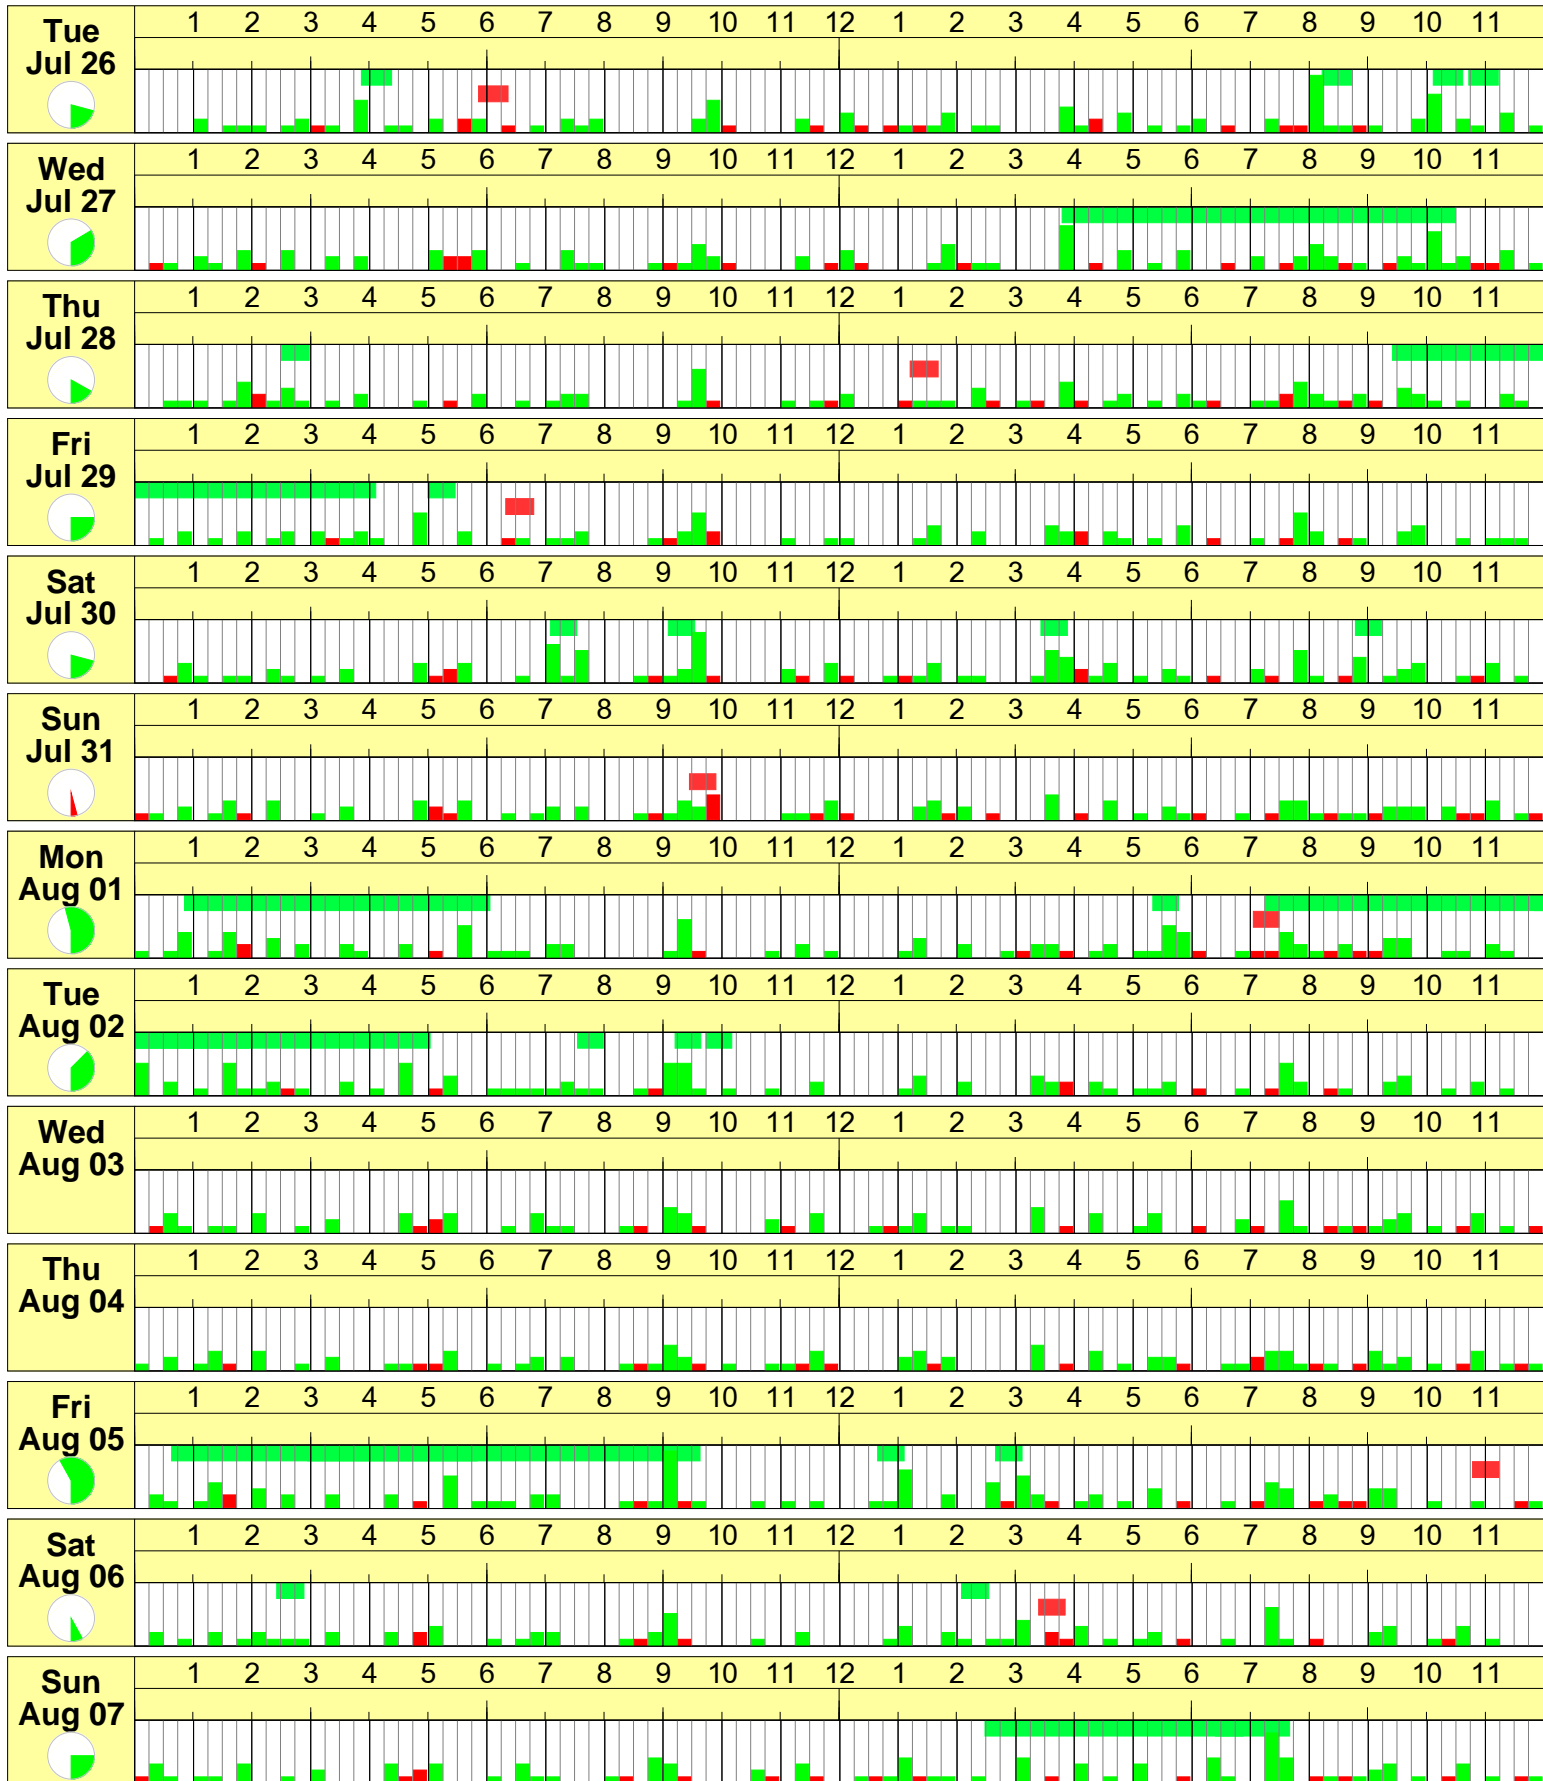 1 2 3 4 5 6 7 8 9 10 11 12 1 2 3 4 5 6 7 8 9 10 11
Tue
Jul 26
1 2 3 4 5 6 7 8 9 10 11 12 1 2 3 4 5 6 7 8 9 10 11
Wed
Jul 27
1 2 3 4 5 6 7 8 9 10 11 12 1 2 3 4 5 6 7 8 9 10 11
Thu
Jul 28
1 2 3 4 5 6 7 8 9 10 11 12 1 2 3 4 5 6 7 8 9 10 11
Fri
Jul 29
1 2 3 4 5 6 7 8 9 10 11 12 1 2 3 4 5 6 7 8 9 10 11
Sat
Jul 30
1 2 3 4 5 6 7 8 9 10 11 12 1 2 3 4 5 6 7 8 9 10 11
Sun
Jul 31
1 2 3 4 5 6 7 8 9 10 11 12 1 2 3 4 5 6 7 8 9 10 11
Mon
Aug 01
1 2 3 4 5 6 7 8 9 10 11 12 1 2 3 4 5 6 7 8 9 10 11
Tue
Aug 02
1 2 3 4 5 6 7 8 9 10 11 12 1 2 3 4 5 6 7 8 9 10 11
Wed
Aug 03
1 2 3 4 5 6 7 8 9 10 11 12 1 2 3 4 5 6 7 8 9 10 11
Thu
Aug 04
1 2 3 4 5 6 7 8 9 10 11 12 1 2 3 4 5 6 7 8 9 10 11
Fri
Aug 05
1 2 3 4 5 6 7 8 9 10 11 12 1 2 3 4 5 6 7 8 9 10 11
Sat
Aug 06
1 2 3 4 5 6 7 8 9 10 11 12 1 2 3 4 5 6 7 8 9 10 11
Sun
Aug 07